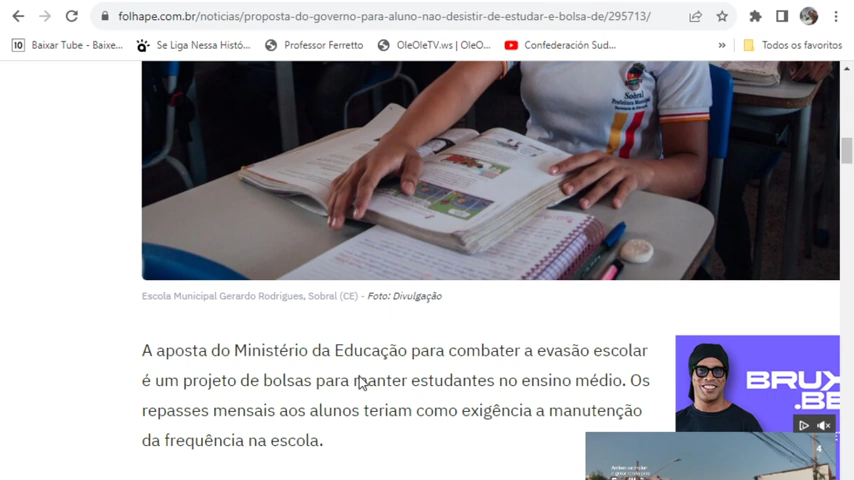 folhape.com.br/noticias/proposta-do-governo-para-aluno-nao-desistir-de-estudar-e-bolsa-de/295713/
10 Baixar Tube - Baixe... Se Liga Nessa Histó... Professor Ferretto OleOleTV.ws | OleO... Confederación Sud... » Todos os favoritos
Sobral
Prefeitura Municipal
Escola Municipal Gerardo Rodrigues, Sobral (CE) - Foto: Divulgação
A aposta do Ministério da Educação para combater a evasão escolar
é um projeto de bolsas para manter estudantes no ensino médio. Os
repasses mensais aos alunos teriam como exigência a manutenção
da frequência na escola.
BRUX
.BE
4